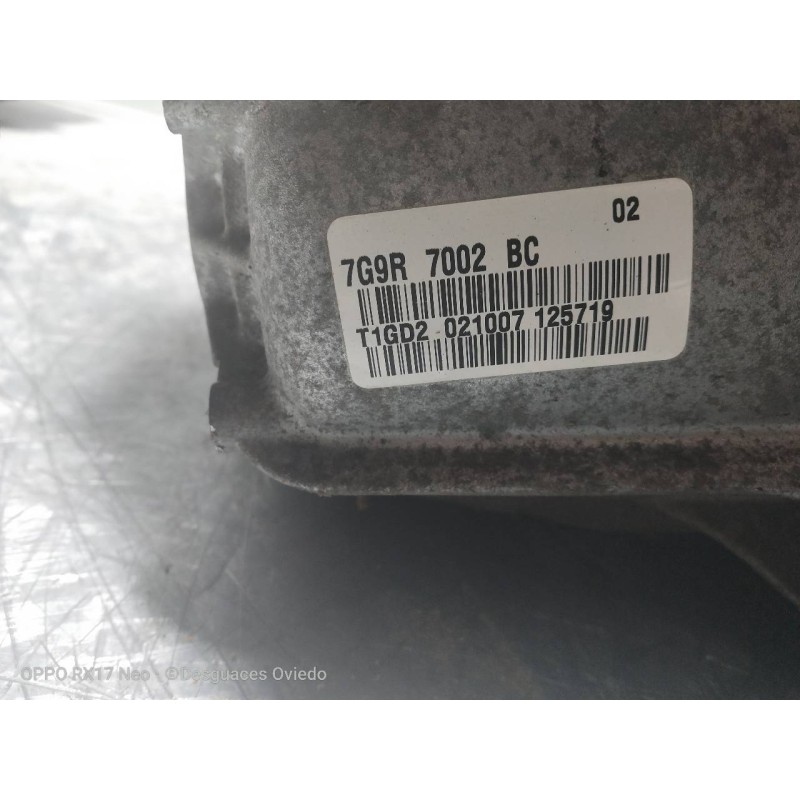 02
7G9R 7002 BC
T1GD2 021007 125719
OPPO RX17 Neo · ©Desguaces Oviedo